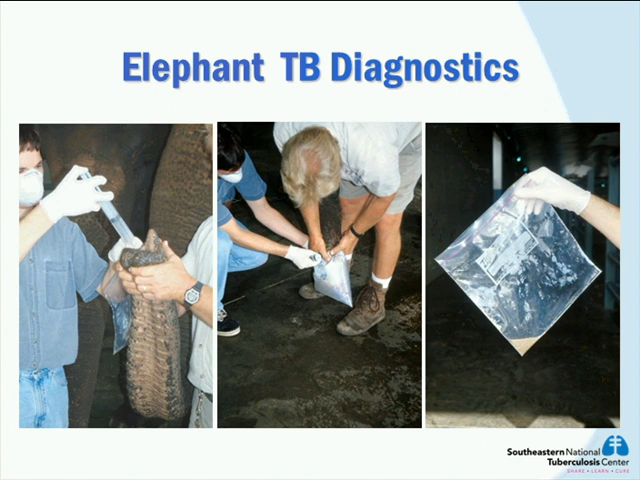 Elephant TB Diagnostics
Southeastern National
Tuberculosis Center
SHARE • LEARN • CURE